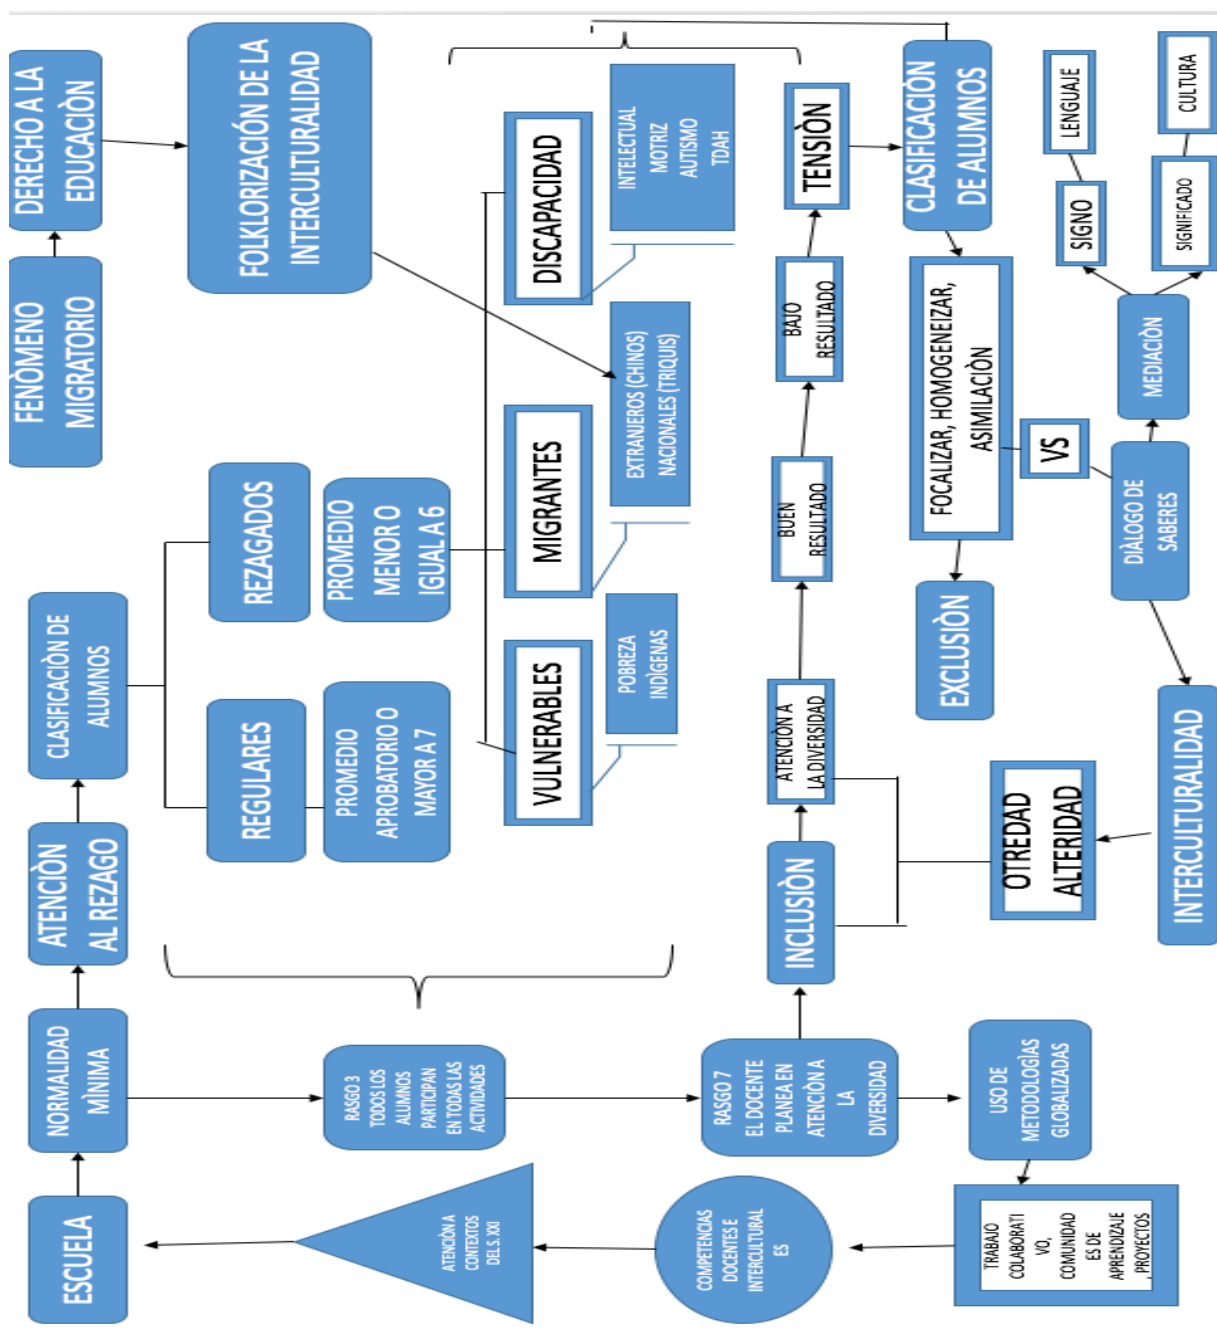 ESCUELA
NORMALIDAD
MÌNIMA
ATENCIÒN
AL REZAGO
CLASIFICACIÒN DE
ALUMNOS
FENÒMENO
MIGRATORIO
DERECHO A LA
EDUCACIÒN
REGULARES
REZAGADOS
FOLKLORIZACIÓN DE LA
INTERCULTURALIDAD
PROMEDIO
APROBATORIO O
MAYOR A 7
PROMEDIO
MENOR O
IGUAL A 6
VULNERABLES
MIGRANTES
DISCAPACIDAD
POBREZA
INDÌGENAS
EXTRANJEROS (CHINOS)
NACIONALES (TRIQUIS)
INTELECTUAL
MOTRIZ
AUTISMO
TDAH
ATENCIÒN A
CONTEXTOS
DEL S. XXI
RASGO 3
TODOS LOS
ALUMNOS
PARTICIPAN
EN TODAS LAS
ACTIVIDADES
COMPETENCIAS
DOCENTES E
INTERCULTURAL
ES
RASGO 7
EL DOCENTE
PLANEA EN
ATENCIÒN A
LA
DIVERSIDAD
INCLUSIÒN
ATENCIÒN A
LA DIVERSIDAD
BUEN
RESULTADO
BAJO
RESULTADO
TENSIÒN
EXCLUSIÒN
FOCALIZAR, HOMOGENEIZAR,
ASIMILACIÒN
CLASIFICACIÒN
DE ALUMNOS
TRABAJO
COLABORATI
VO,
COMUNIDAD
ES DE
APRENDIZAJE
,PROYECTOS
USO DE
METODOLOGÌAS
GLOBALIZADAS
OTREDAD
ALTERIDAD
VS
SIGNO
LENGUAJE
INTERCULTURALIDAD
DIÀLOGO DE
SABERES
MEDIACIÒN
SIGNIFICADO
CULTURA